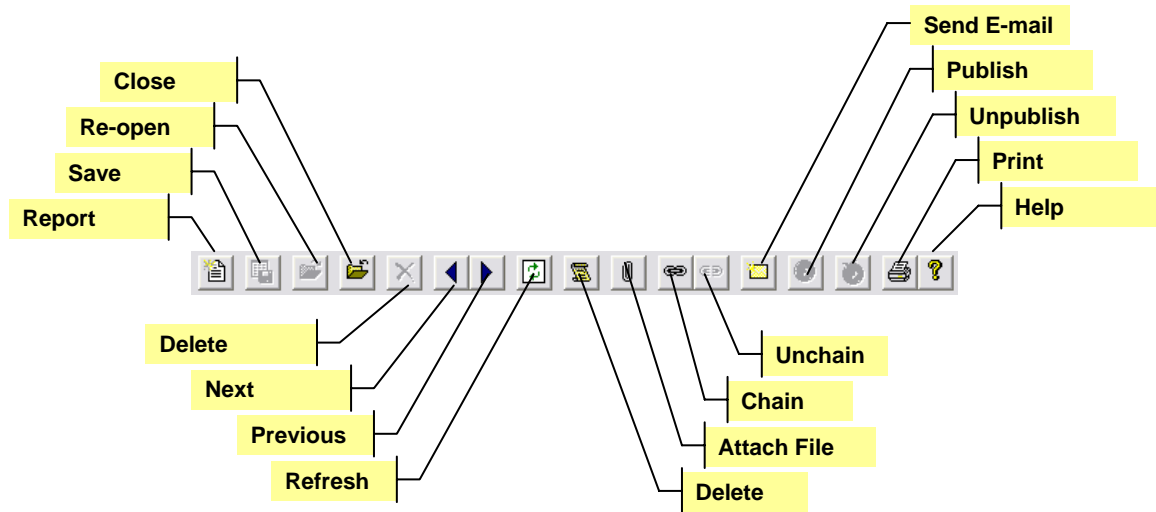 Send E-mail
Publish
Close
Unpublish
Re-open
Print
Save
Help
Report
Delete
Unchain
Next
Chain
Previous
Attach File
Refresh
Delete